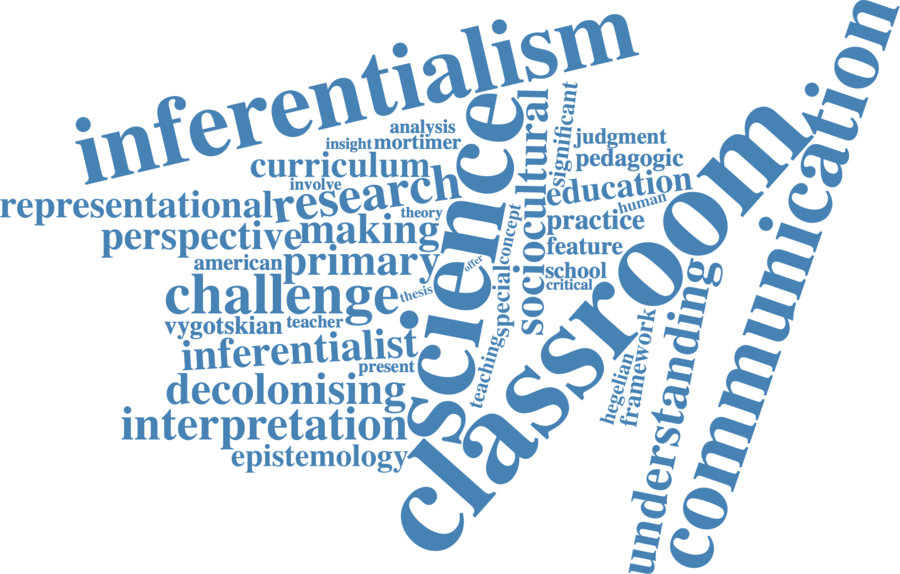 inferentialism
science
classroom
communication
analysis
insight
mortimer
curriculum
involve
research
representational
theory
perspective
making
american
primary
challenge
thesis
offer
vygotskian
teacher
inferentialist
present
decolonising
interpretation
epistemology
sociocultural
significant
judgment
pedagogic
education
human
practice
feature
school
critical
concept
special
teaching
hegelian
framework
understanding